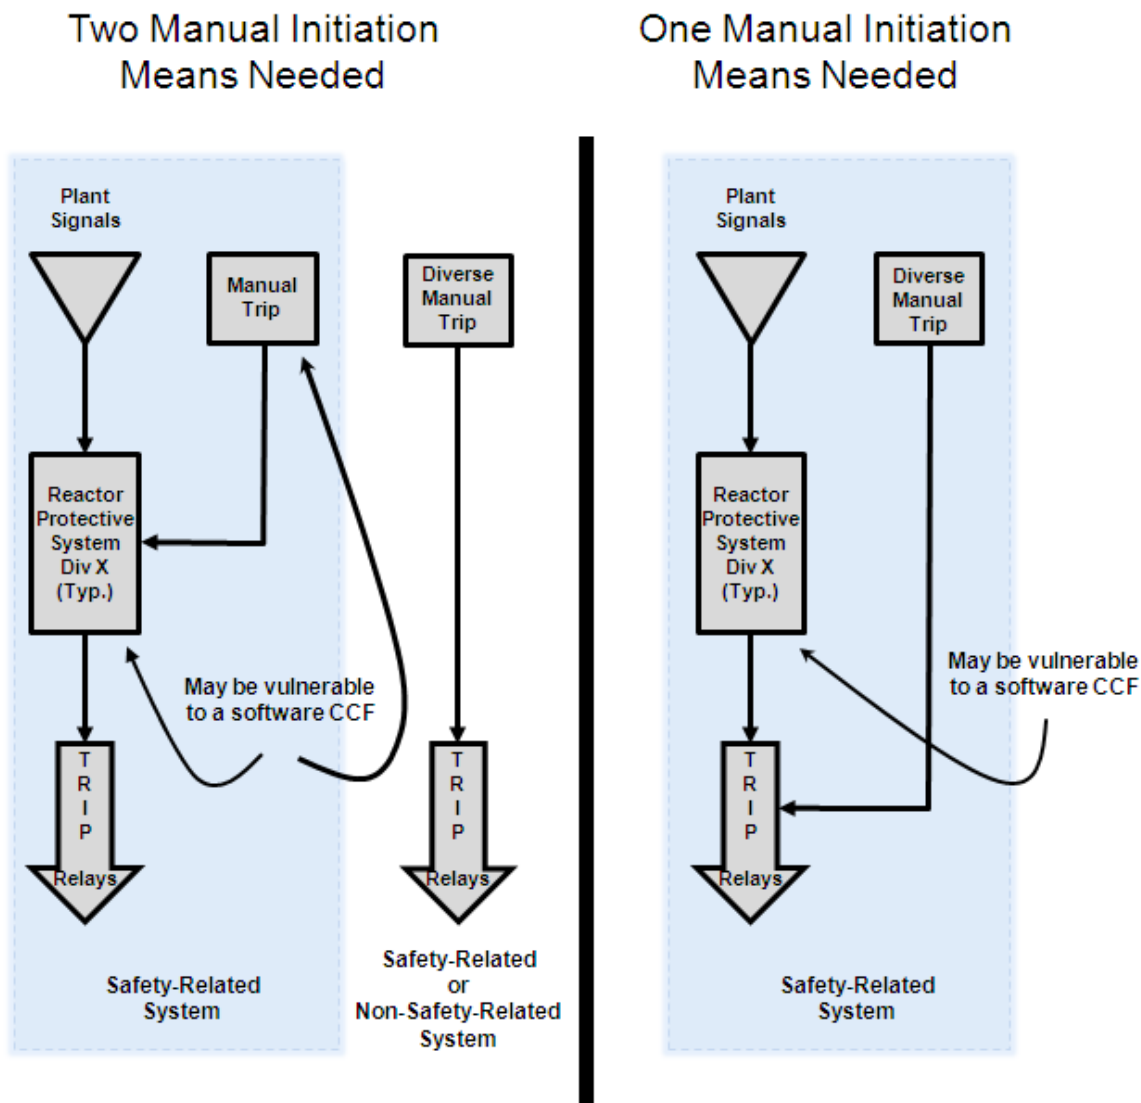 Two Manual Initiation
Means Needed
Plant
Signals
Manual
Trip
Diverse
Manual
Trip
Reactor
Protective
System
Div X
(Typ.)
May be vulnerable
to a software CCF
T
R
I
P
Relays
T
R
I
P
Relays
Safety-Related
System
Safety-Related
or
Non-Safety-Related
System
One Manual Initiation
Means Needed
Plant
Signals
Diverse
Manual
Trip
Reactor
Protective
System
Div X
(Typ.)
May be vulnerable
to a software CCF
T
R
I
P
Relays
Safety-Related
System